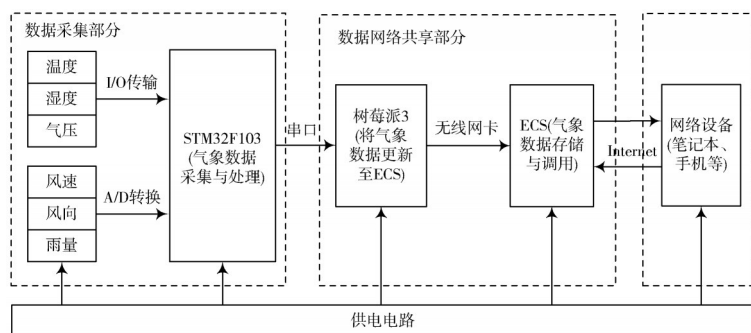 数据采集部分
温度
湿度
气压
I/O传输
风速
风向
雨量
A/D转换
STM32F103
(气象数据
采集与处理)
串口
数据网络共享部分
树莓派3
(将气象
数据更新
至ECS)
无线网卡
ECS(气象
数据存储
与调用)
Internet
网络设备
(笔记本、
手机等)
供电电路